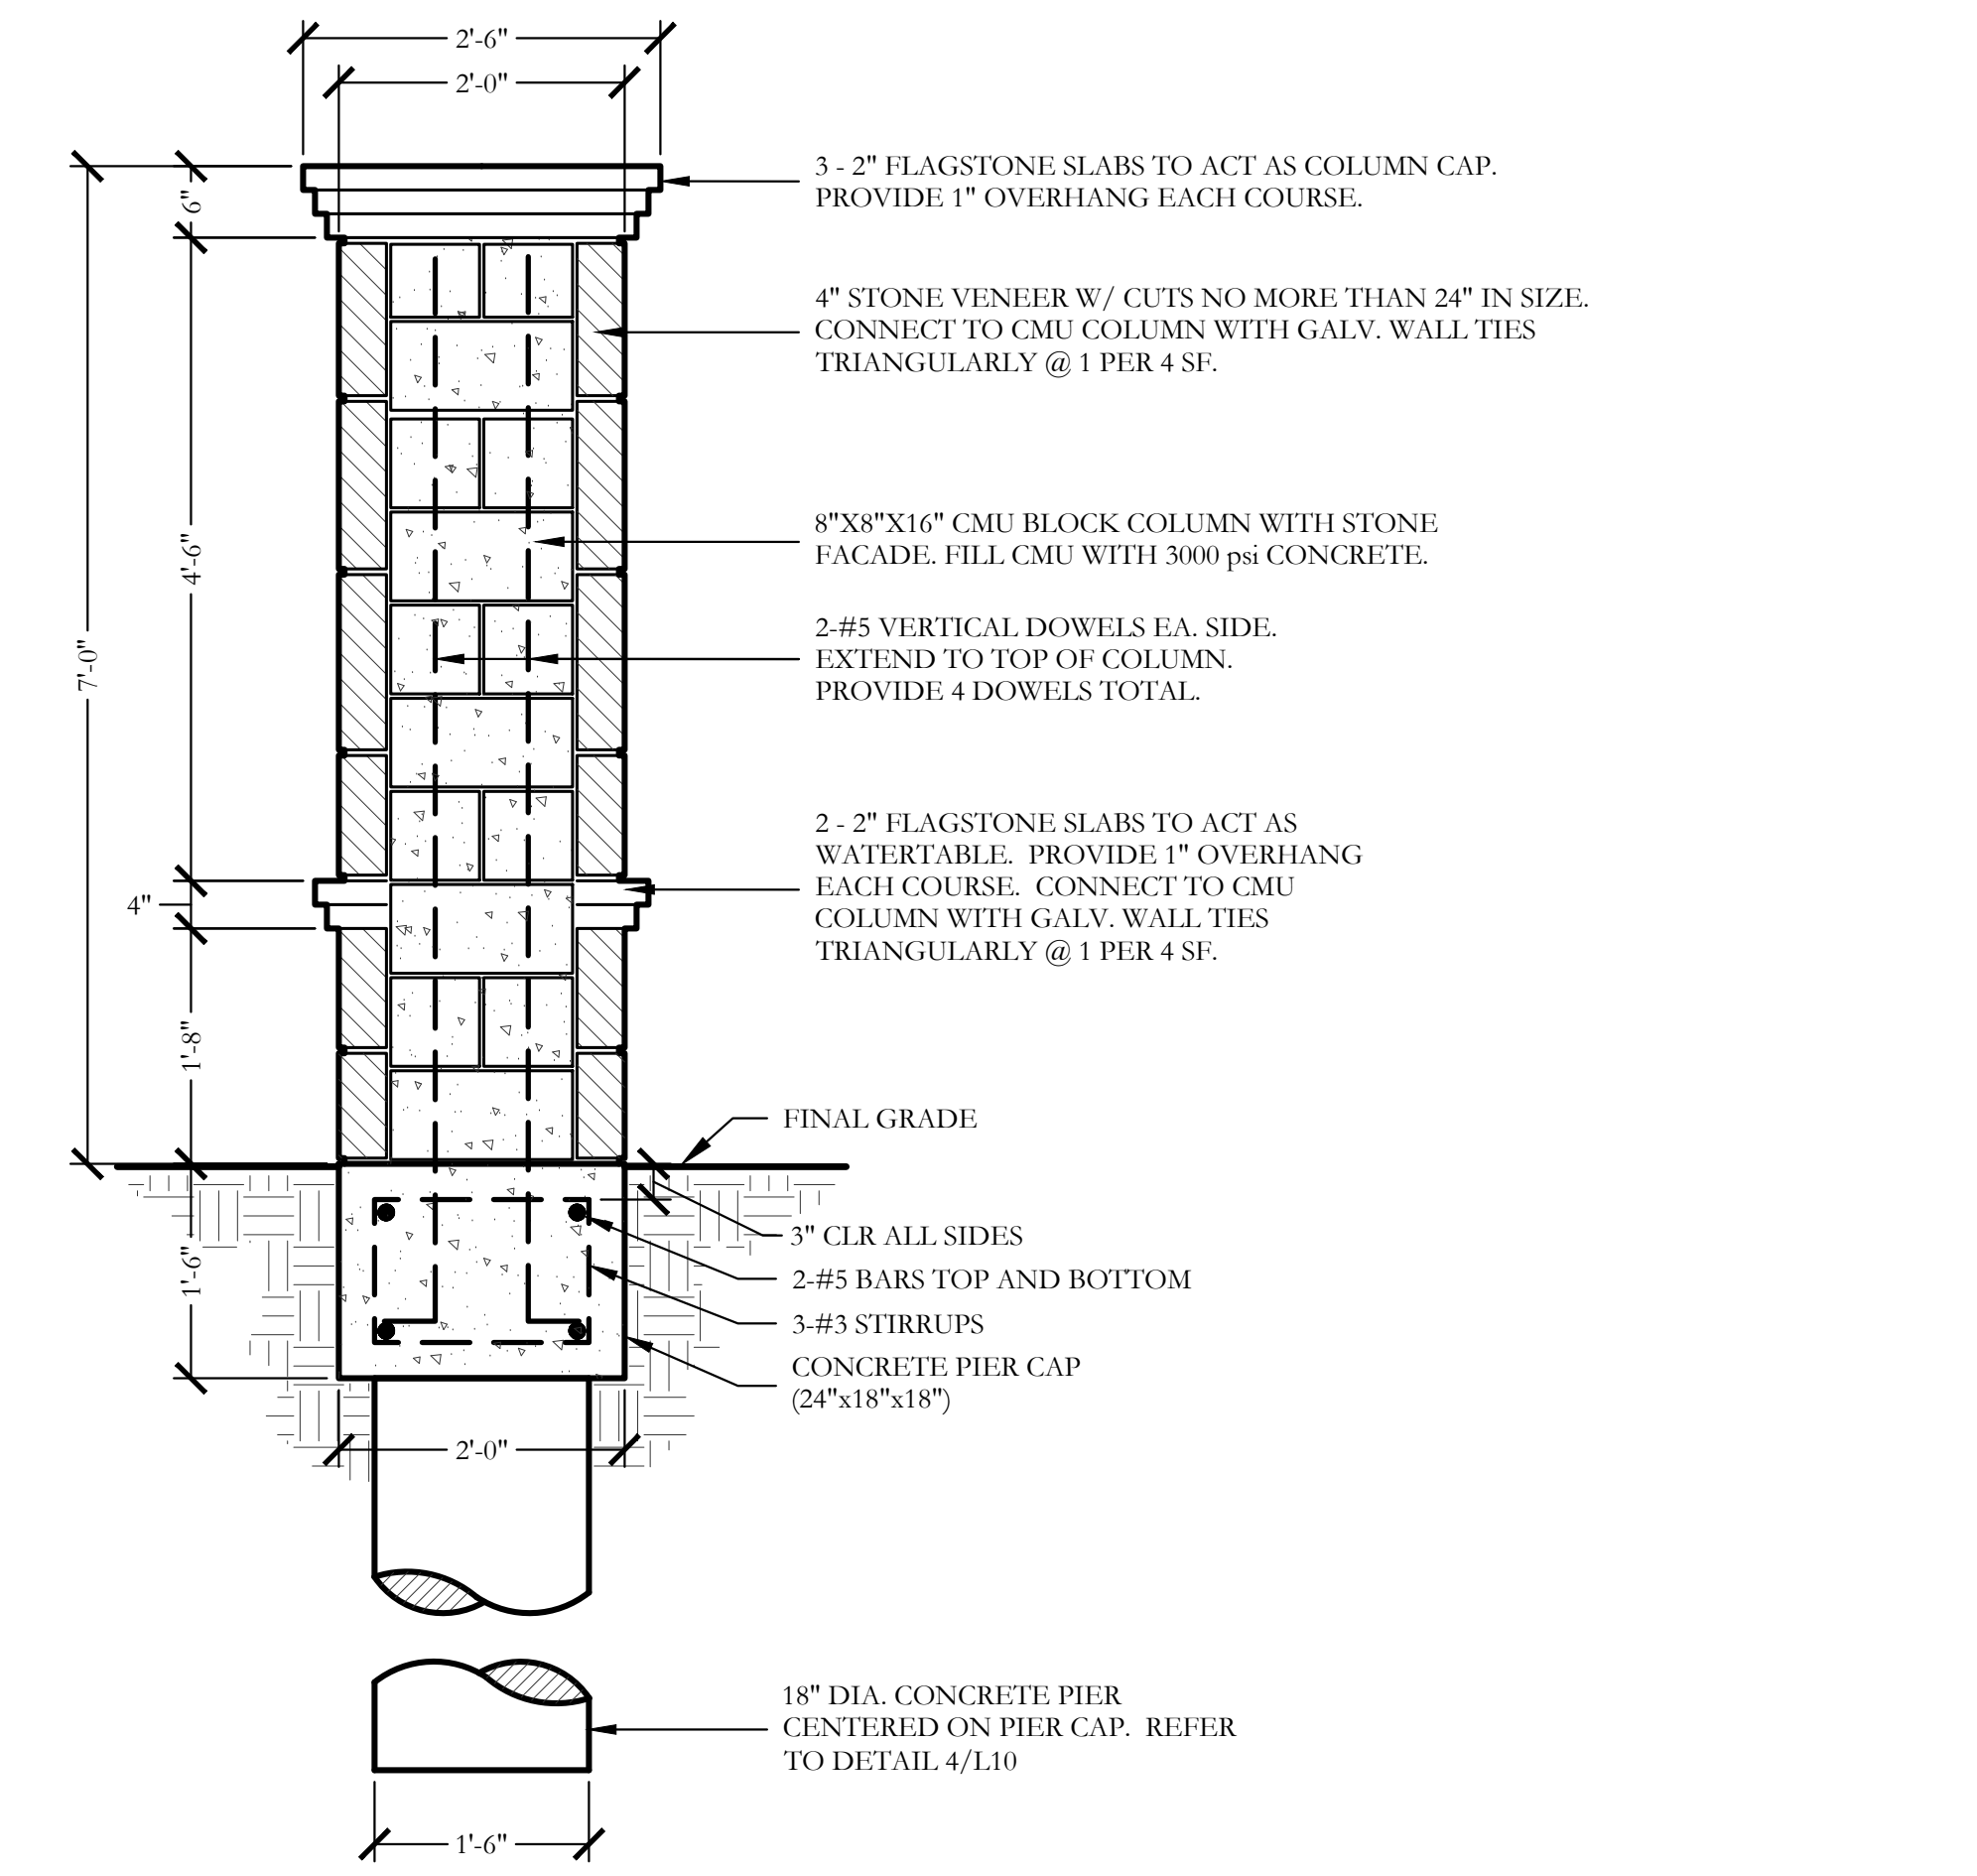 2'-6"
2'-0"
3 - 2" FLAGSTONE SLABS TO ACT AS COLUMN CAP.
PROVIDE 1" OVERHANG EACH COURSE.
6"
4" STONE VENEER W/ CUTS NO MORE THAN 24" IN SIZE.
CONNECT TO CMU COLUMN WITH GALV. WALL TIES
TRIANGULARLY @ 1 PER 4 SF.
8"X8"X16" CMU BLOCK COLUMN WITH STONE
FACADE. FILL CMU WITH 3000 psi CONCRETE.
4'-6"
2-#5 VERTICAL DOWELS EA. SIDE.
EXTEND TO TOP OF COLUMN.
PROVIDE 4 DOWELS TOTAL.
7'-0"
2 - 2" FLAGSTONE SLABS TO ACT AS
WATERTABLE. PROVIDE 1" OVERHANG
EACH COURSE. CONNECT TO CMU
COLUMN WITH GALV. WALL TIES
TRIANGULARLY @ 1 PER 4 SF.
4"
1'-8"
FINAL GRADE
3" CLR ALL SIDES
1'-6"
2-#5 BARS TOP AND BOTTOM
3-#3 STIRRUPS
CONCRETE PIER CAP
(24"x18"x18")
2'-0"
18" DIA. CONCRETE PIER
CENTERED ON PIER CAP. REFER
TO DETAIL 4/L10
1'-6"